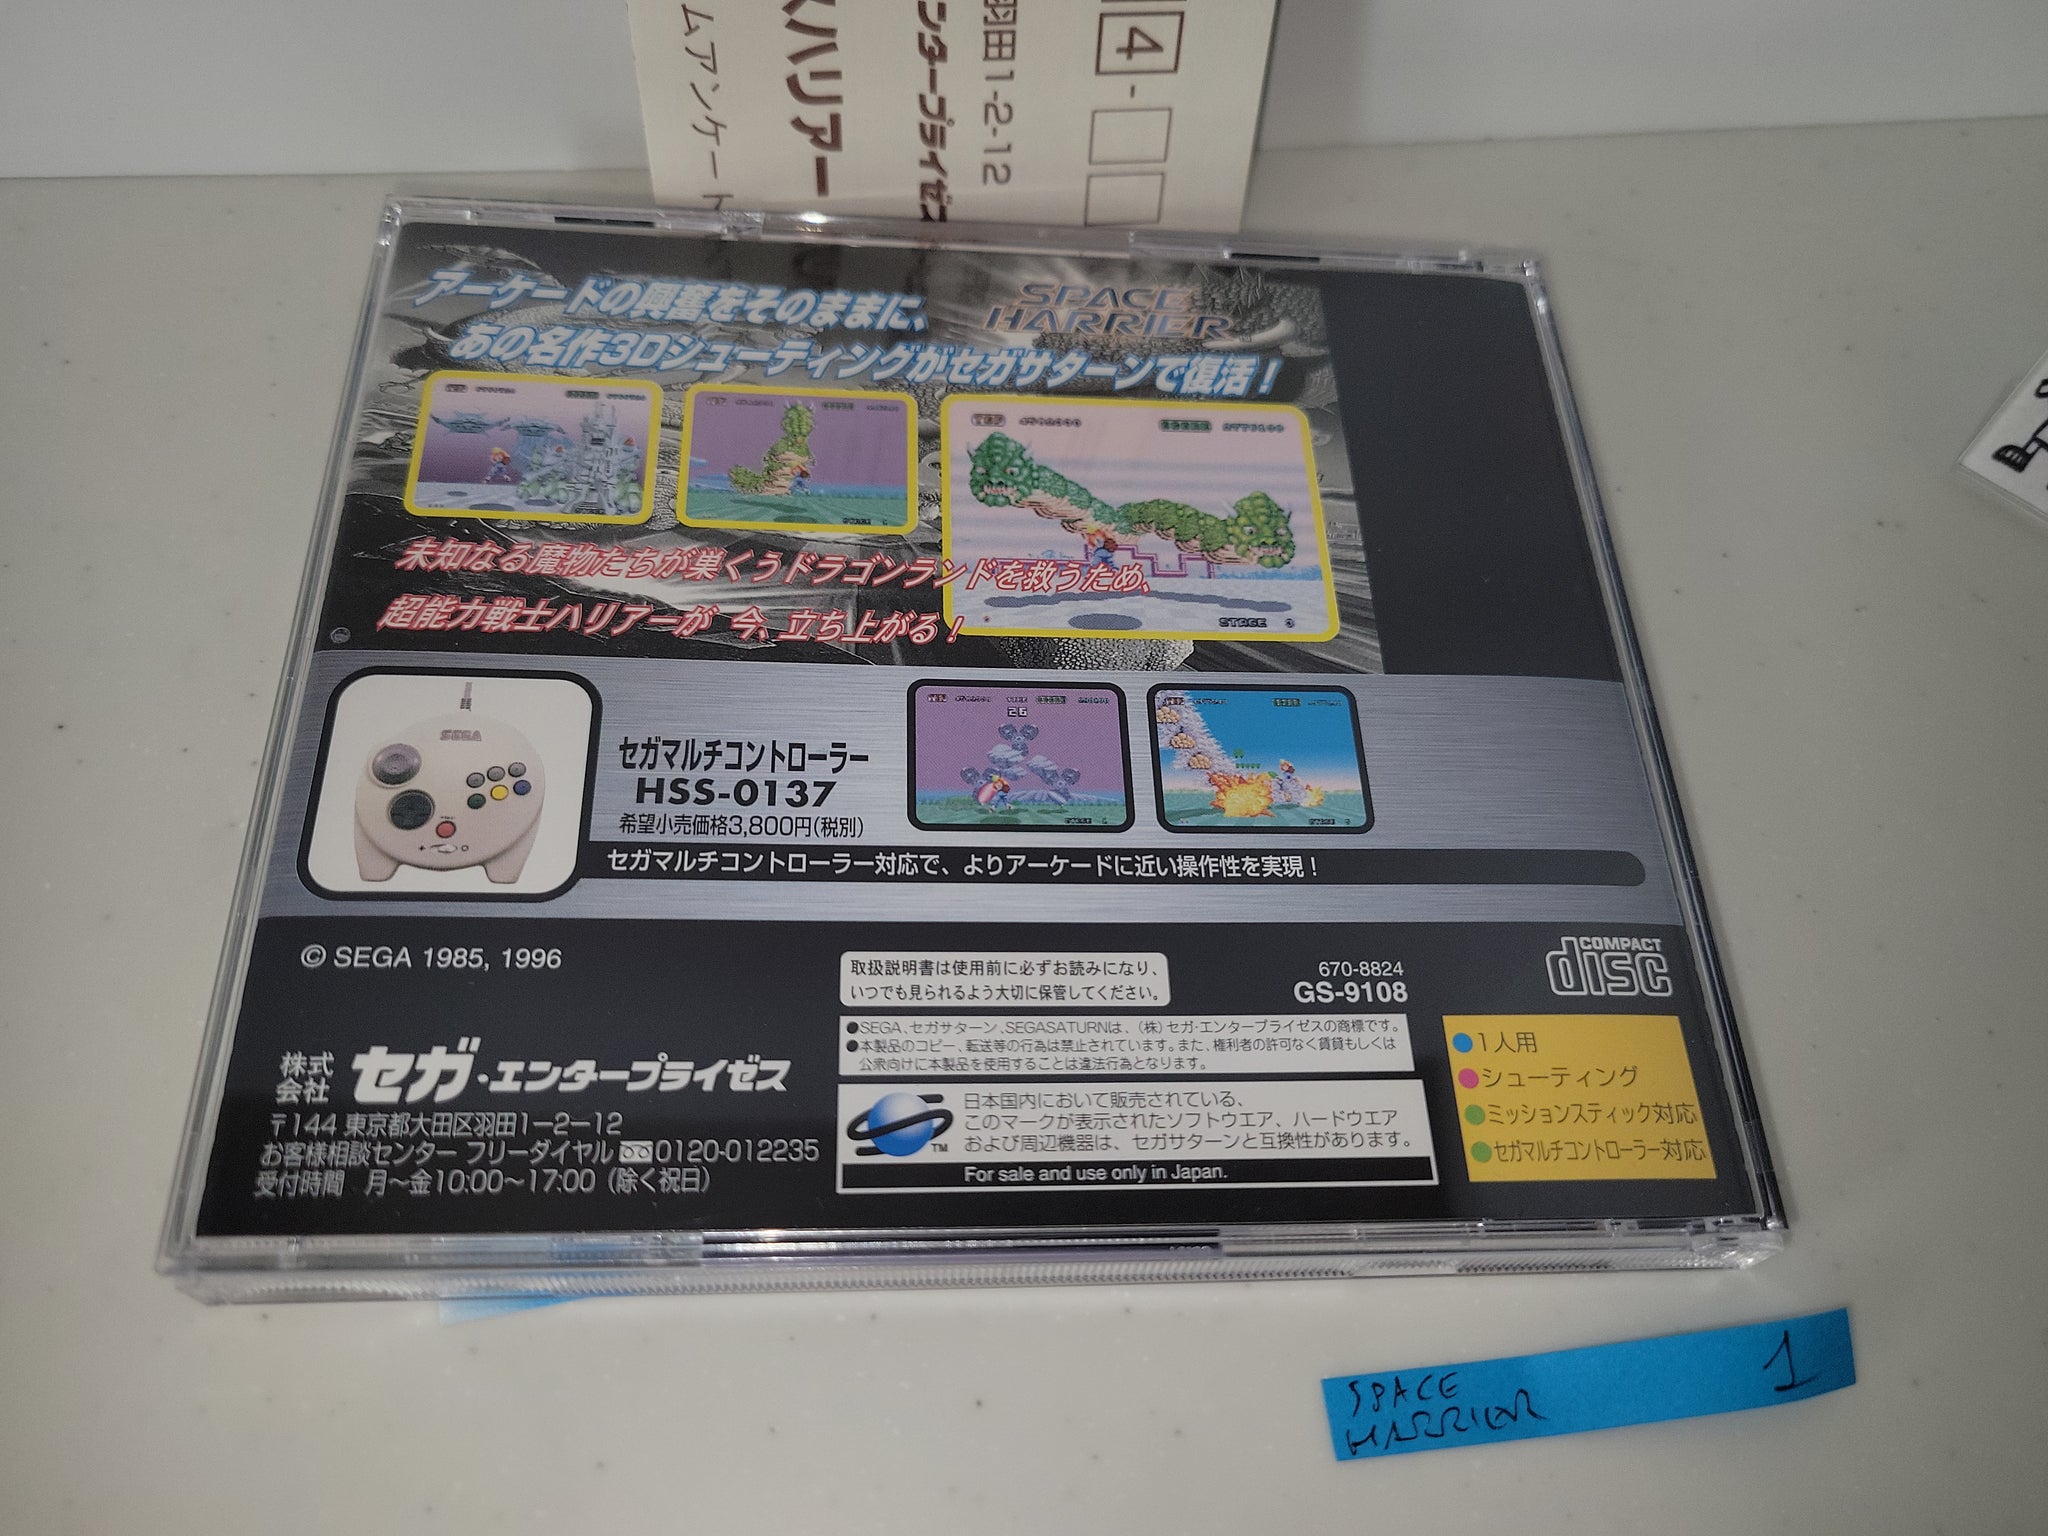 4
-
羽田1-2-12
ンタープライゼス
スハリアー
ムアンケート
アーケードの興奮をそのままに、
あの名作3Dシューティングがセガサターンで復活！
SPACE
HARRIER
TOP
STAGE 3
未知なる魔物たちが巣くうドラゴンランドを救うため、
超能力戦士ハリアーが 今、立ち上がる！
SEGA
セガマルチコントローラー
HSS-0137
希望小売価格3,800円(税別)
26
セガマルチコントローラー対応で、よりアーケードに近い操作性を実現！
© SEGA 1985, 1996
取扱説明書は使用前に必ずお読みになり、
いつでも見られるよう大切に保管してください。
670-8824
GS-9108
COMPACT
disc
●SEGA、セガサターン、SEGASATURNは、(株)セガ・エンタープライゼスの商標です。
●本製品のコピー、転送等の行為は禁止されています。また、権利者の許可なく賃貸もしくは
公衆向けに本製品を使用することは違法行為となります。
株式会社 セガ・エンタープライゼス
〒144 東京都大田区羽田1−2−12
お客様相談センター フリーダイヤル 0120-012235
受付時間 月〜金10:00〜17:00（除く祝日）
TM
日本国内において販売されている、
このマークが表示されたソフトウエア、ハードウエア
および周辺機器は、セガサターンと互換性があります。
For sale and use only in Japan.
●1人用
●シューティング
●ミッションスティック対応
●セガマルチコントローラー対応
SPACE
HARRIER
1